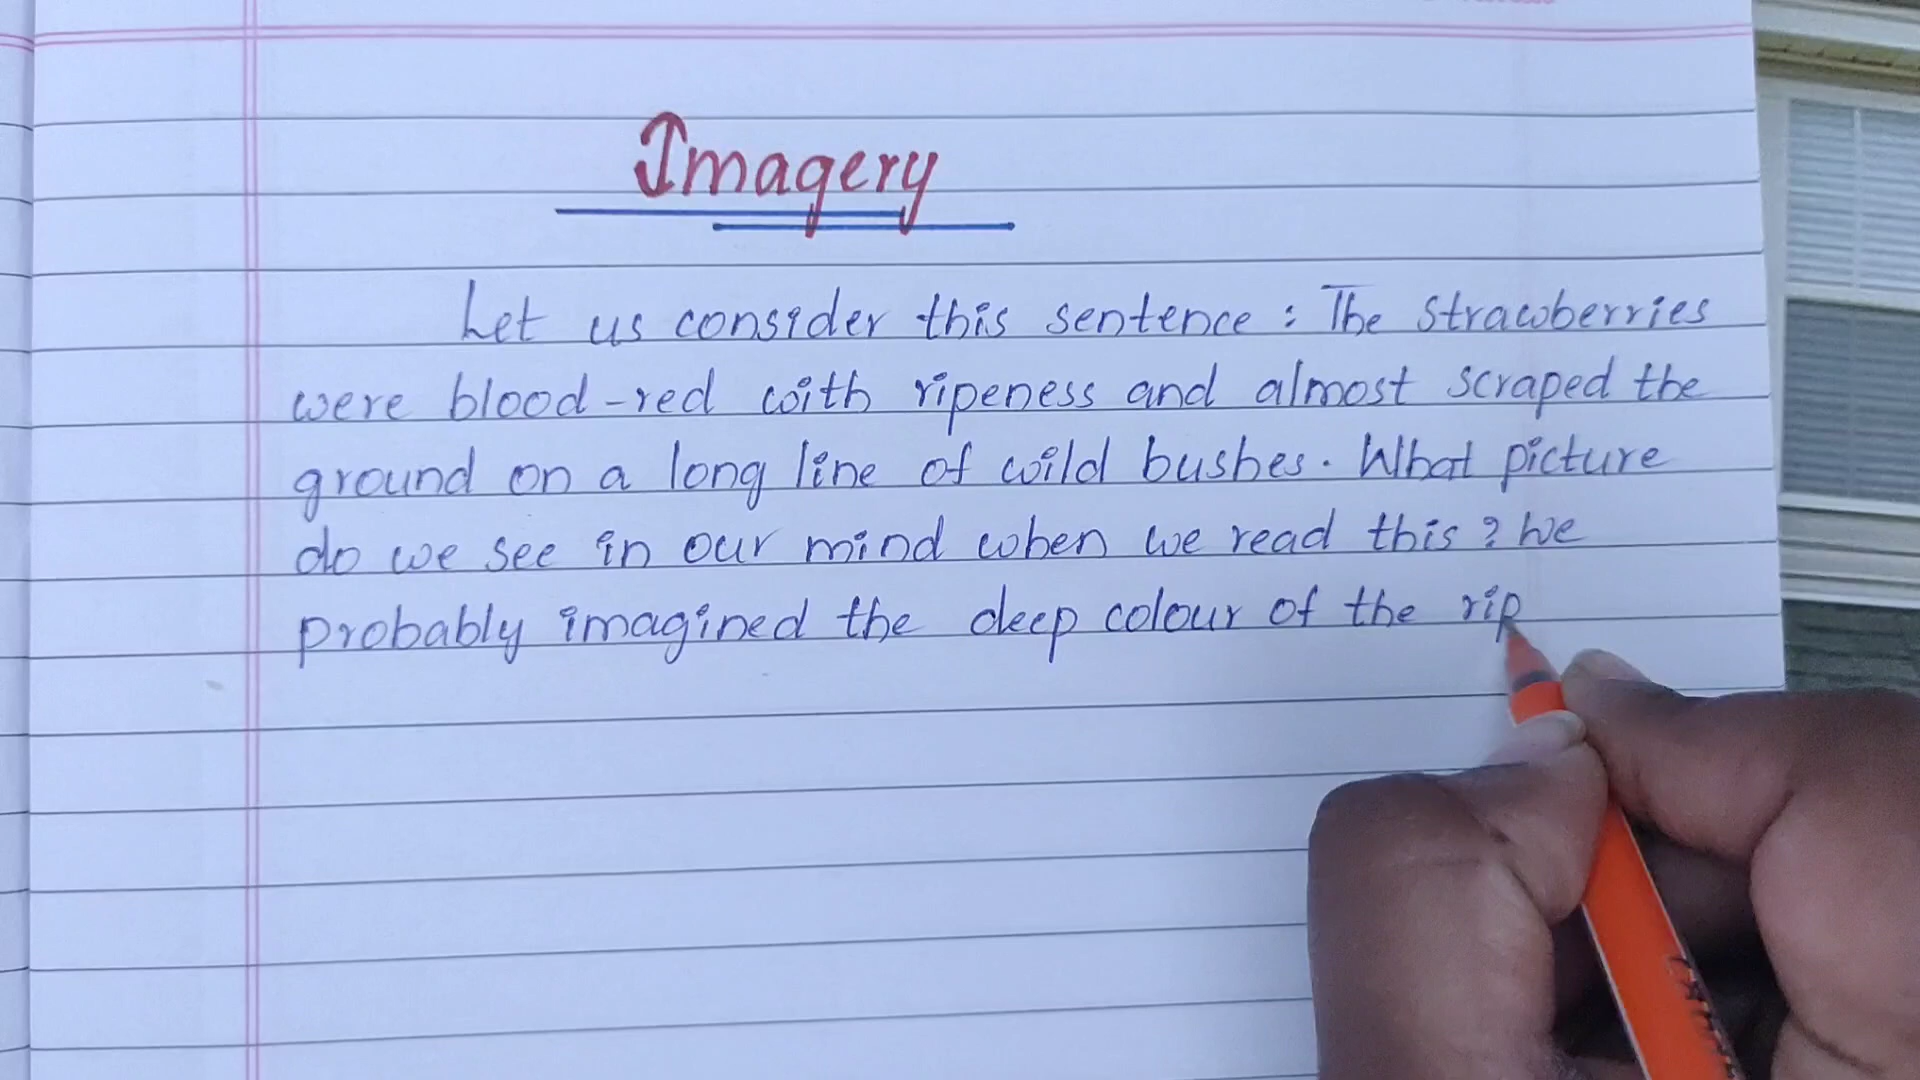 Imagery
Let us consider this sentence : The strawberries
were blood-red with ripeness and almost scraped the
ground on a long line of wild bushes. What picture
do we see in our mind when we read this? We
probably imagined the deep colour of the rip